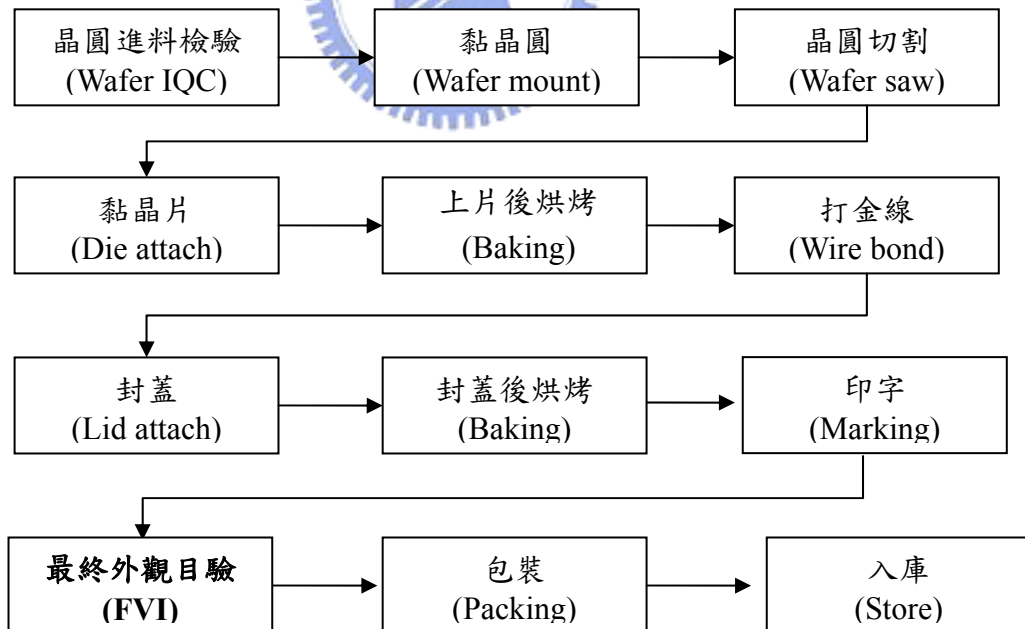 晶圓進料檢驗
(Wafer IQC)
黏晶圓
(Wafer mount)
晶圓切割
(Wafer saw)
黏晶片
(Die attach)
上片後烘烤
(Baking)
打金線
(Wire bond)
封蓋
(Lid attach)
封蓋後烘烤
(Baking)
印字
(Marking)
最終外觀目驗
(FVI)
包裝
(Packing)
入庫
(Store)